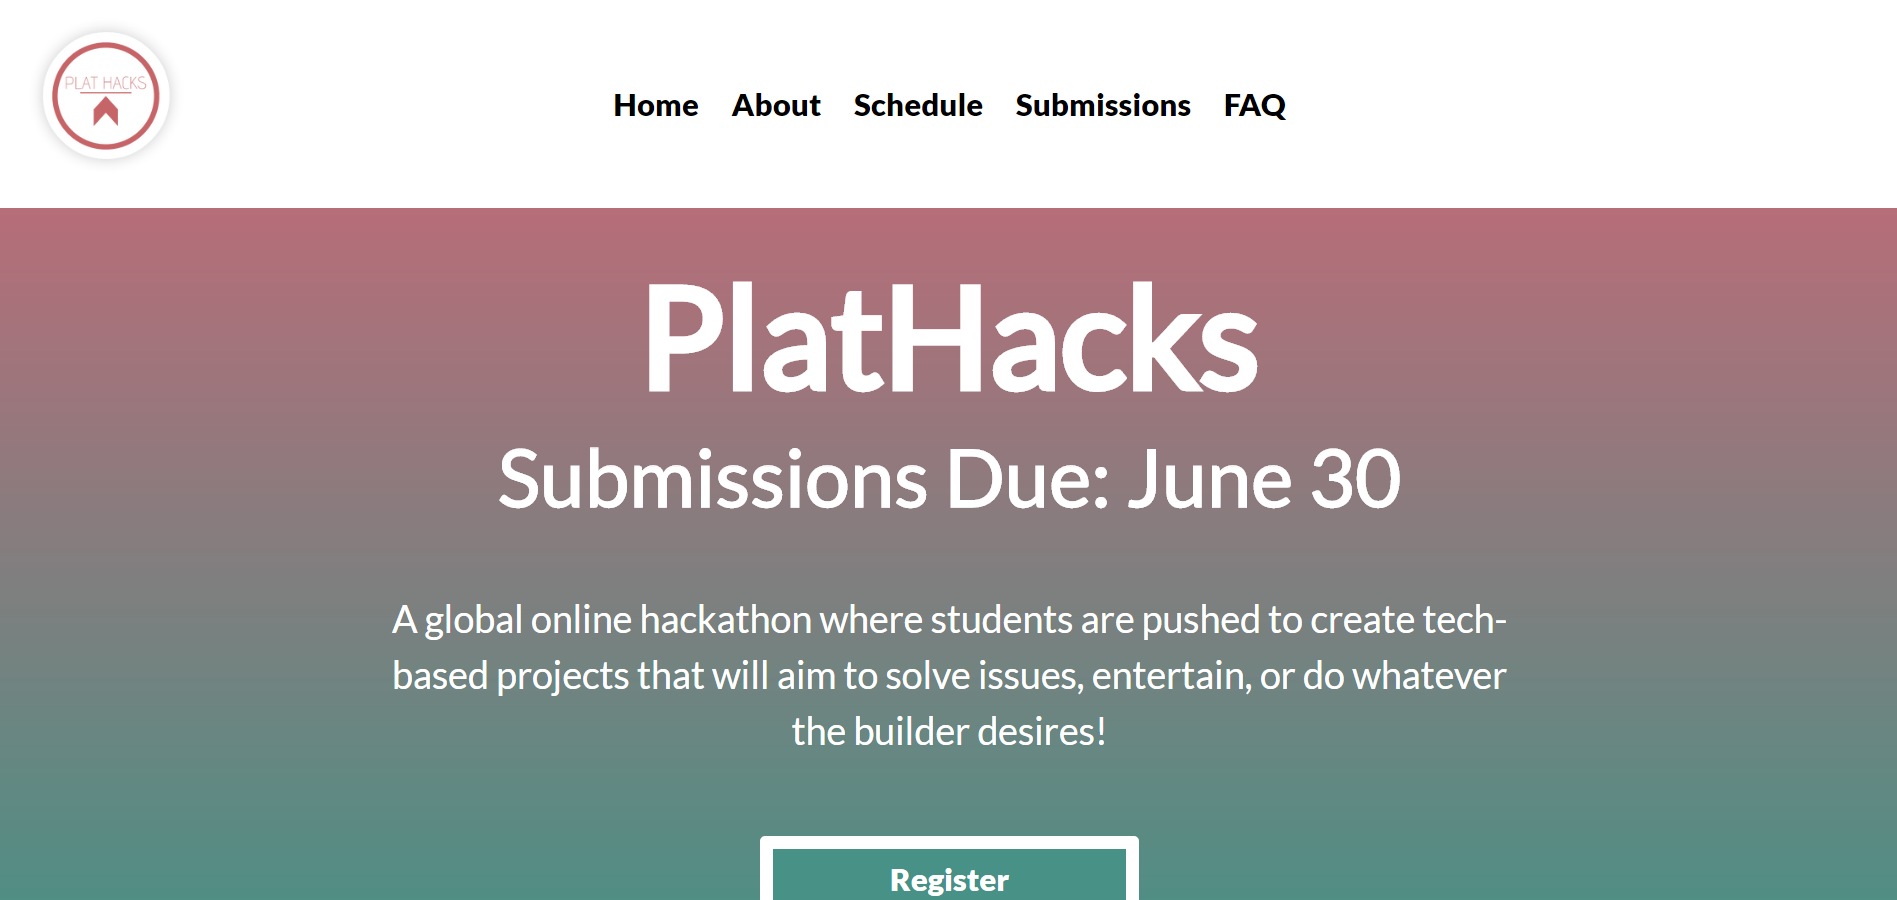 PLAT HACKS
Home About Schedule Submissions FAQ
PlatHacks
Submissions Due: June 30
A global online hackathon where students are pushed to create tech-
based projects that will aim to solve issues, entertain, or do whatever
the builder desires!
Register